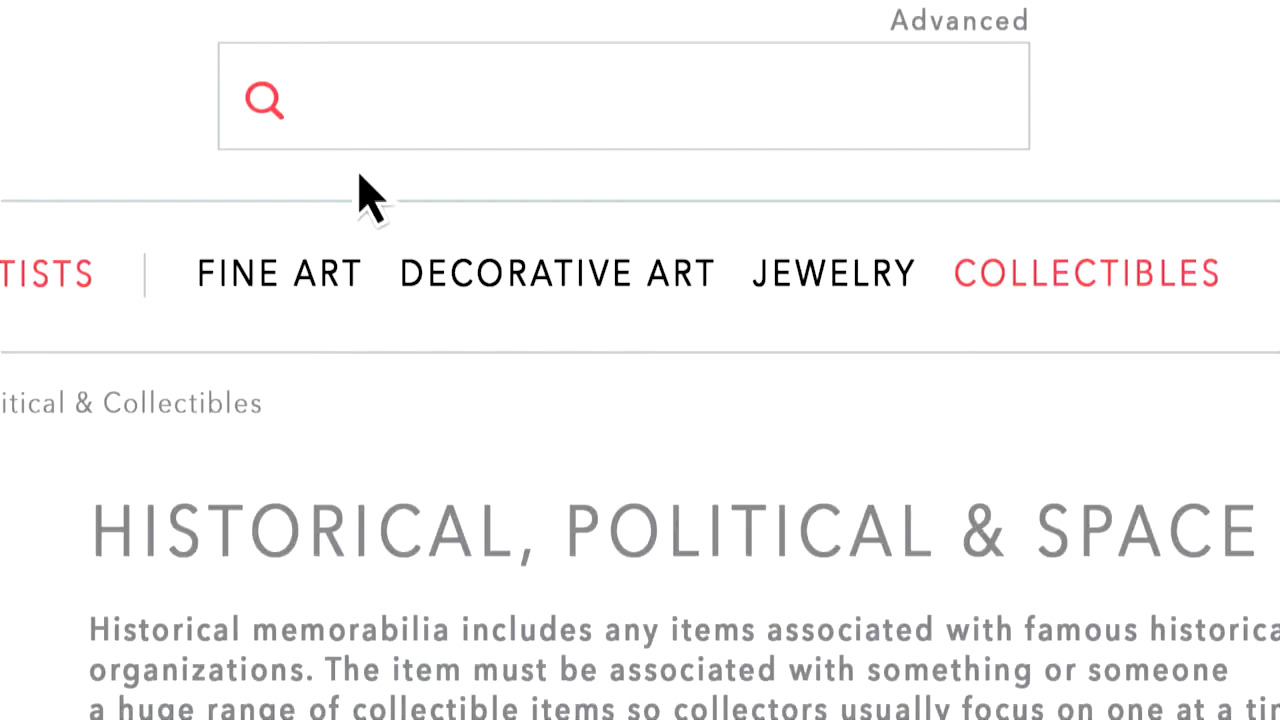 Advanced
TISTS | FINE ART DECORATIVE ART JEWELRY COLLECTIBLES
itical & Collectibles
HISTORICAL, POLITICAL & SPACE
Historical memorabilia includes any items associated with famous historica
organizations. The item must be associated with something or someone
a huge range of collectible items so collectors usually focus on one at a tim